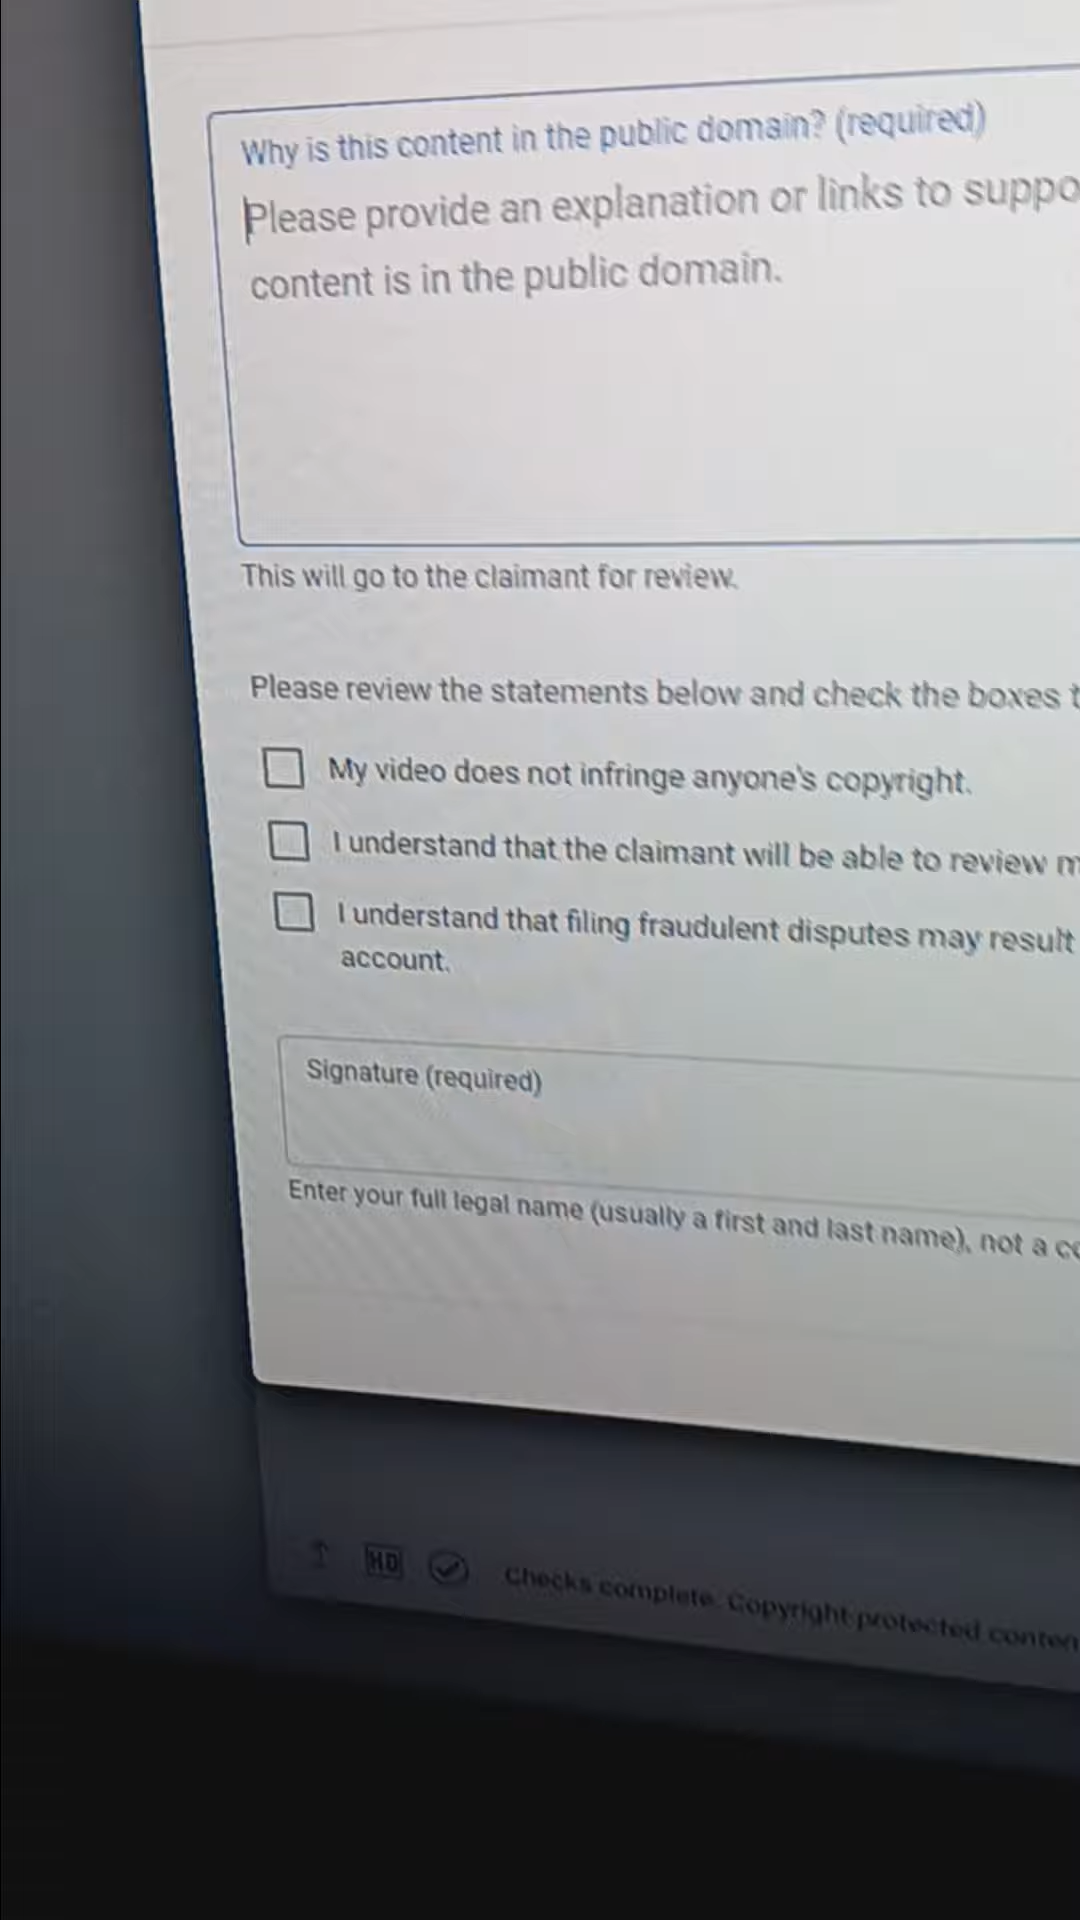 Why is this content in the public domain? (required)
Please provide an explanation or links to suppo
content is in the public domain.
This will go to the claimant for review.
Please review the statements below and check the boxes t
My video does not infringe anyone's copyright.
I understand that the claimant will be able to review m
I understand that filing fraudulent disputes may result
account.
Signature (required)
Enter your full legal name (usually a first and last name), not a co
HD
Checks complete. Copyright-protected conten